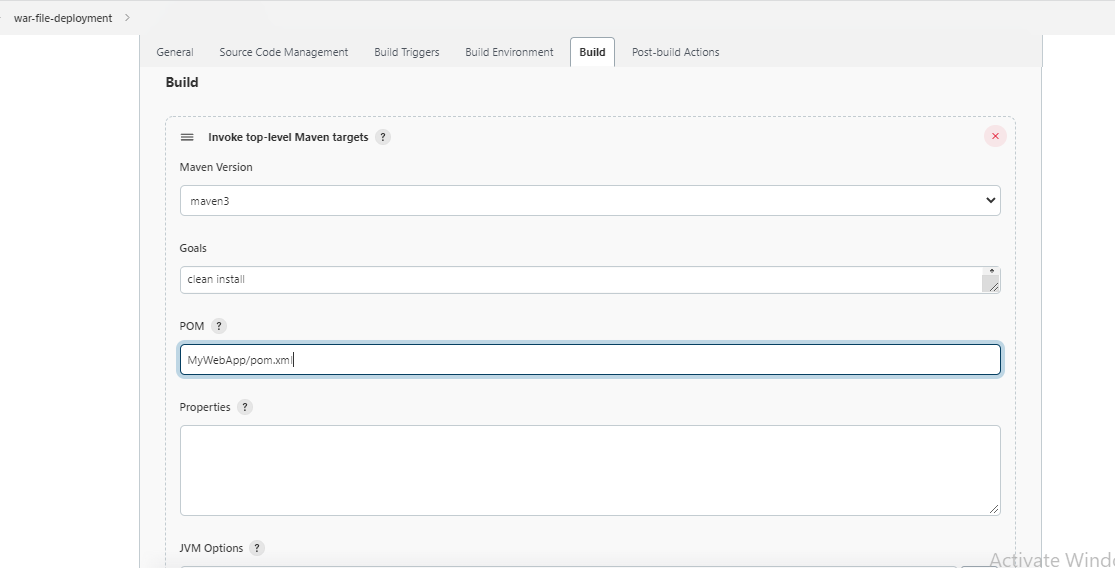 war-file-deployment
General Source Code Management Build Triggers Build Environment Build Post-build Actions
Build
Invoke top-level Maven targets ?
Maven Version
maven3
Goals
clean install
POM ?
MyWebApp/pom.xml
Properties ?
JVM Options ?
Activate Wind